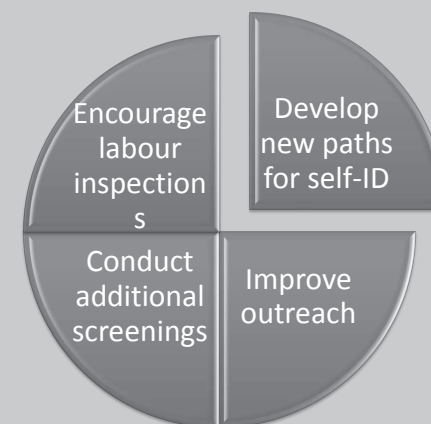 Encourage
labour
inspection
s
Develop
new paths
for self-ID
Conduct
additional
screenings
Improve
outreach